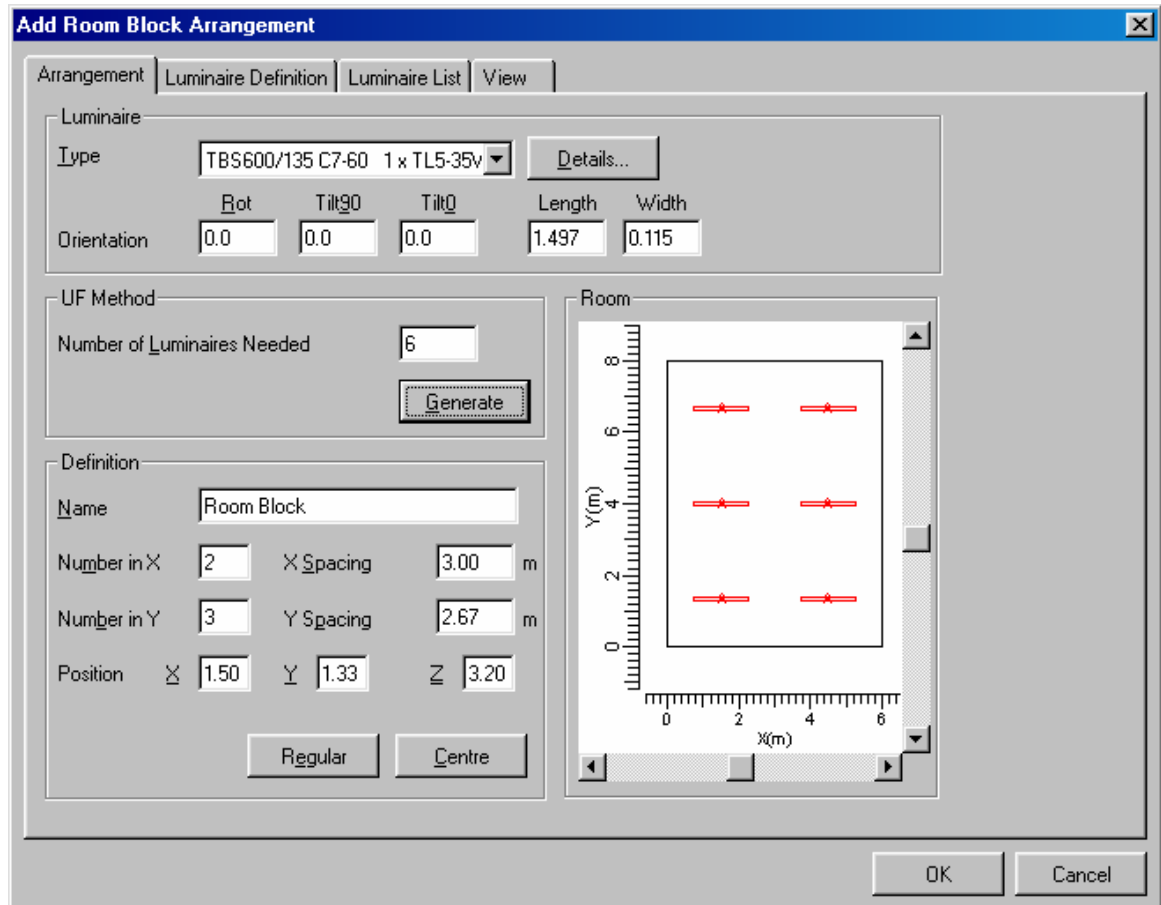 Add Room Block Arrangement
Arrangement Luminaire Definition Luminaire List View
Luminaire
Type TBS600/135 C7-60 1 x TL5-35V Details...
Rot Tilt90 Tilt0 Length Width
Orientation 0.0 0.0 0.0 1.497 0.115
UF Method
Number of Luminaires Needed 6
Generate
Definition
Name Room Block
Number in X 2 X Spacing 3.00 m
Number in Y 3 Y Spacing 2.67 m
Position X 1.50 Y 1.33 Z 3.20
Regular Centre
Room
8
6
4
2
0
Y(m)
0 2 4 6
X(m)
OK Cancel